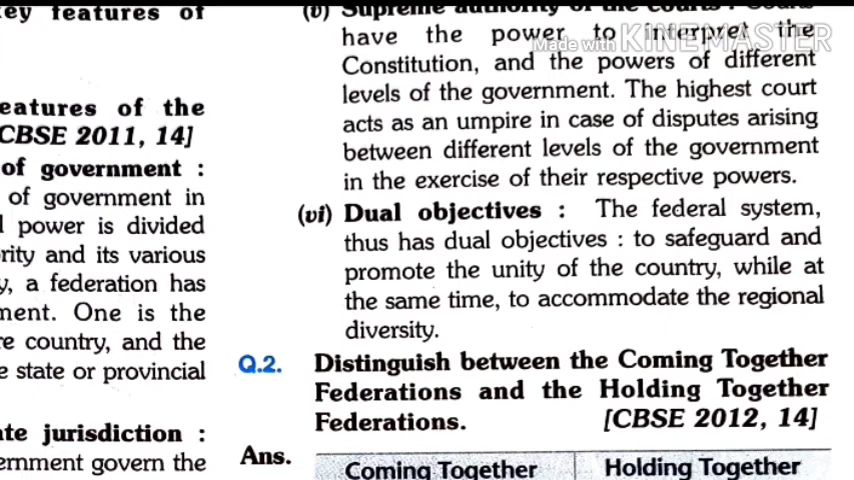 key features of
eatures of the
CBSE 2011, 14]
of government :
of government in
power is divided
rity and its various
y, a federation has
ment. One is the
e country, and the
e state or provincial
te jurisdiction :
ernment govern the
(v) Supreme authority of the courts : Courts
have the power to interpret the
Constitution, and the powers of different
levels of the government. The highest court
acts as an umpire in case of disputes arising
between different levels of the government
in the exercise of their respective powers.
(vi) Dual objectives : The federal system,
thus has dual objectives : to safeguard and
promote the unity of the country, while at
the same time, to accommodate the regional
diversity.
Q.2. Distinguish between the Coming Together
Federations and the Holding Together
Federations. [CBSE 2012, 14]
Ans.
Coming Together Holding Together
Made with KINEMASTER